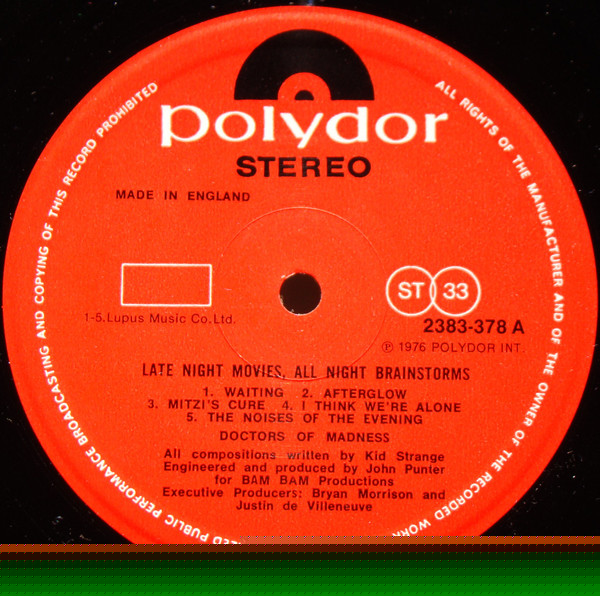 polydor
STEREO
MADE IN ENGLAND
ALL RIGHTS OF THE MANUFACTURER AND OF THE OWNER OF THE RECORDED WORK
ED PUBLIC PERFORMANCE BROADCASTING AND COPYING OF THIS RECORD PROHIBITED
ST 33
1-5. Lupus Music Co. Ltd.
2383-378 A
Ⓟ 1976 POLYDOR INT.
LATE NIGHT MOVIES, ALL NIGHT BRAINSTORMS
1. WAITING 2. AFTERGLOW
3. MITZI'S CURE 4. I THINK WE'RE ALONE
5. THE NOISES OF THE EVENING
DOCTORS OF MADNESS
All compositions written by Kid Strange
Engineered and produced by John Punter
for BAM BAM Productions
Executive Producers: Bryan Morrison and
Justin de Villeneuve